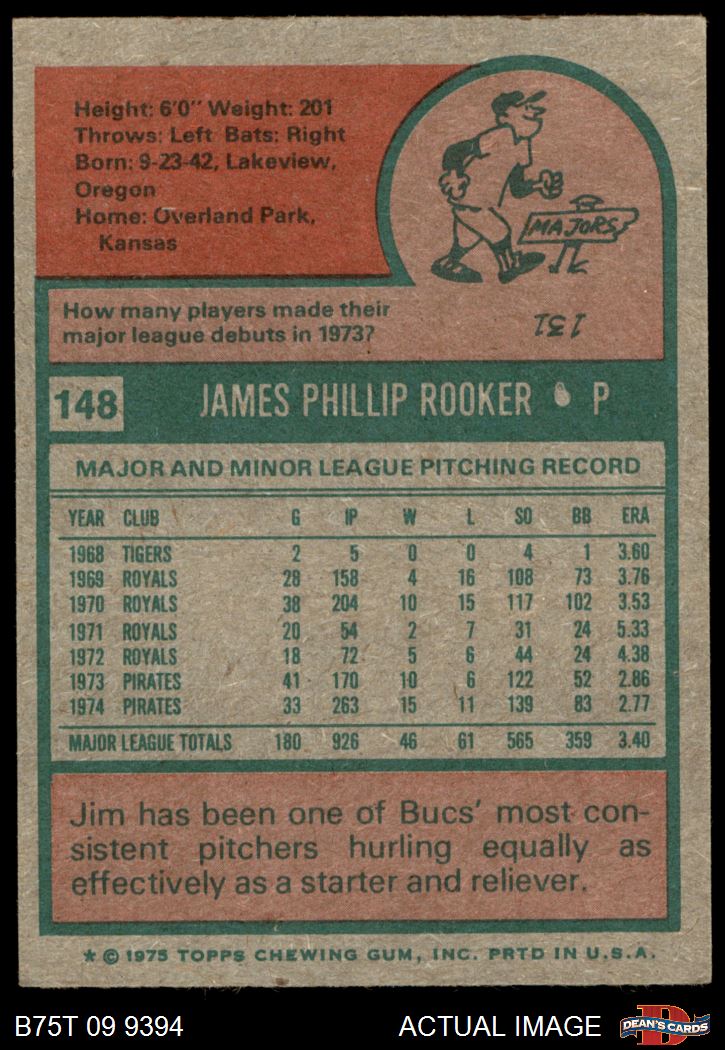 Height: 6'0" Weight: 201
Throws: Left Bats: Right
Born: 9-23-42, Lakeview,
Oregon
Home: Overland Park,
Kansas
MAJORS
How many players made their
major league debuts in 1973?
131
148 JAMES PHILLIP ROOKER P
MAJOR AND MINOR LEAGUE PITCHING RECORD
YEAR CLUB G IP W L SO BB ERA
1968 TIGERS 2 5 0 0 4 1 3.60
1969 ROYALS 28 158 4 16 108 73 3.76
1970 ROYALS 38 204 10 15 117 102 3.53
1971 ROYALS 20 54 2 7 31 24 5.33
1972 ROYALS 18 72 5 6 44 24 4.38
1973 PIRATES 41 170 10 6 122 52 2.86
1974 PIRATES 33 263 15 11 139 83 2.77
MAJOR LEAGUE TOTALS 180 926 46 61 565 359 3.40
Jim has been one of Bucs' most con-
sistent pitchers hurling equally as
effectively as a starter and reliever.
* © 1975 TOPPS CHEWING GUM, INC. PRTD IN U.S.A.
B75T 09 9394 ACTUAL IMAGE D DEAN'S CARDS